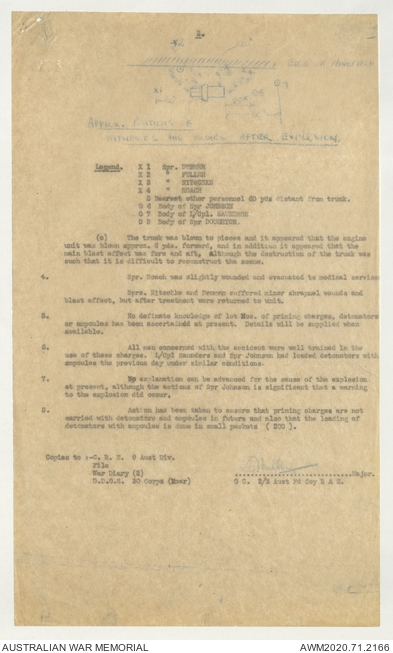 2.
Approx. Positions of
Witnesses and Bodies after Explosion.
Legend. X 1 Spr.
X 2 "
X 3 " NITSCHKE
X 4 " ROACH
5 Nearest other personnel 60 yds distant from truck.
O 6 Body of Spr JOHNSON
O 7 Body of L/Cpl. SAUNDERS
O 8 Body of Spr
(c) The truck was blown to pieces and it appeared that the engine
unit was blown approx. 8 yds. forward, and in addition it appeared that the
main blast effect was fore and aft, Although the destruction of the truck was
such that it is difficult to reconstruct the scene.
4. Spr. Roach was slightly wounded and evacuated to medical service
Sprs. Nitschke and suffered minor shrapnel wounds and
blast effect, but after treatment were returned to unit.
5. No definate knowledge of lot Nos. of priming charges, detonators
or ampoules has been ascertained at present. Details will be supplied when
available.
6. All men concerned with the accident were well trained in the
use of these charges. L/Cpl Saunders and Spr Johnson had loaded detonators with
ampoules the previous day under similar conditions.
7. No explanation can be advanced for the cause of the explosion
at present, although the actions of Spr Johnson is significant that a warning
to the explosion did occur.
8. Action has been taken to assure that priming charges are not
carried with detonators and ampoules in future and also that the loading of
detonators with ampoules is done in small packets ( 200 ).
Copies to :-C. R. E. 9 Aust Div.
File
War Diary (2)
30 Corps (Main)
Major.
O C. 2/3 Aust Fd Coy R A E.
AUSTRALIAN WAR MEMORIAL
AWM2020.71.2166